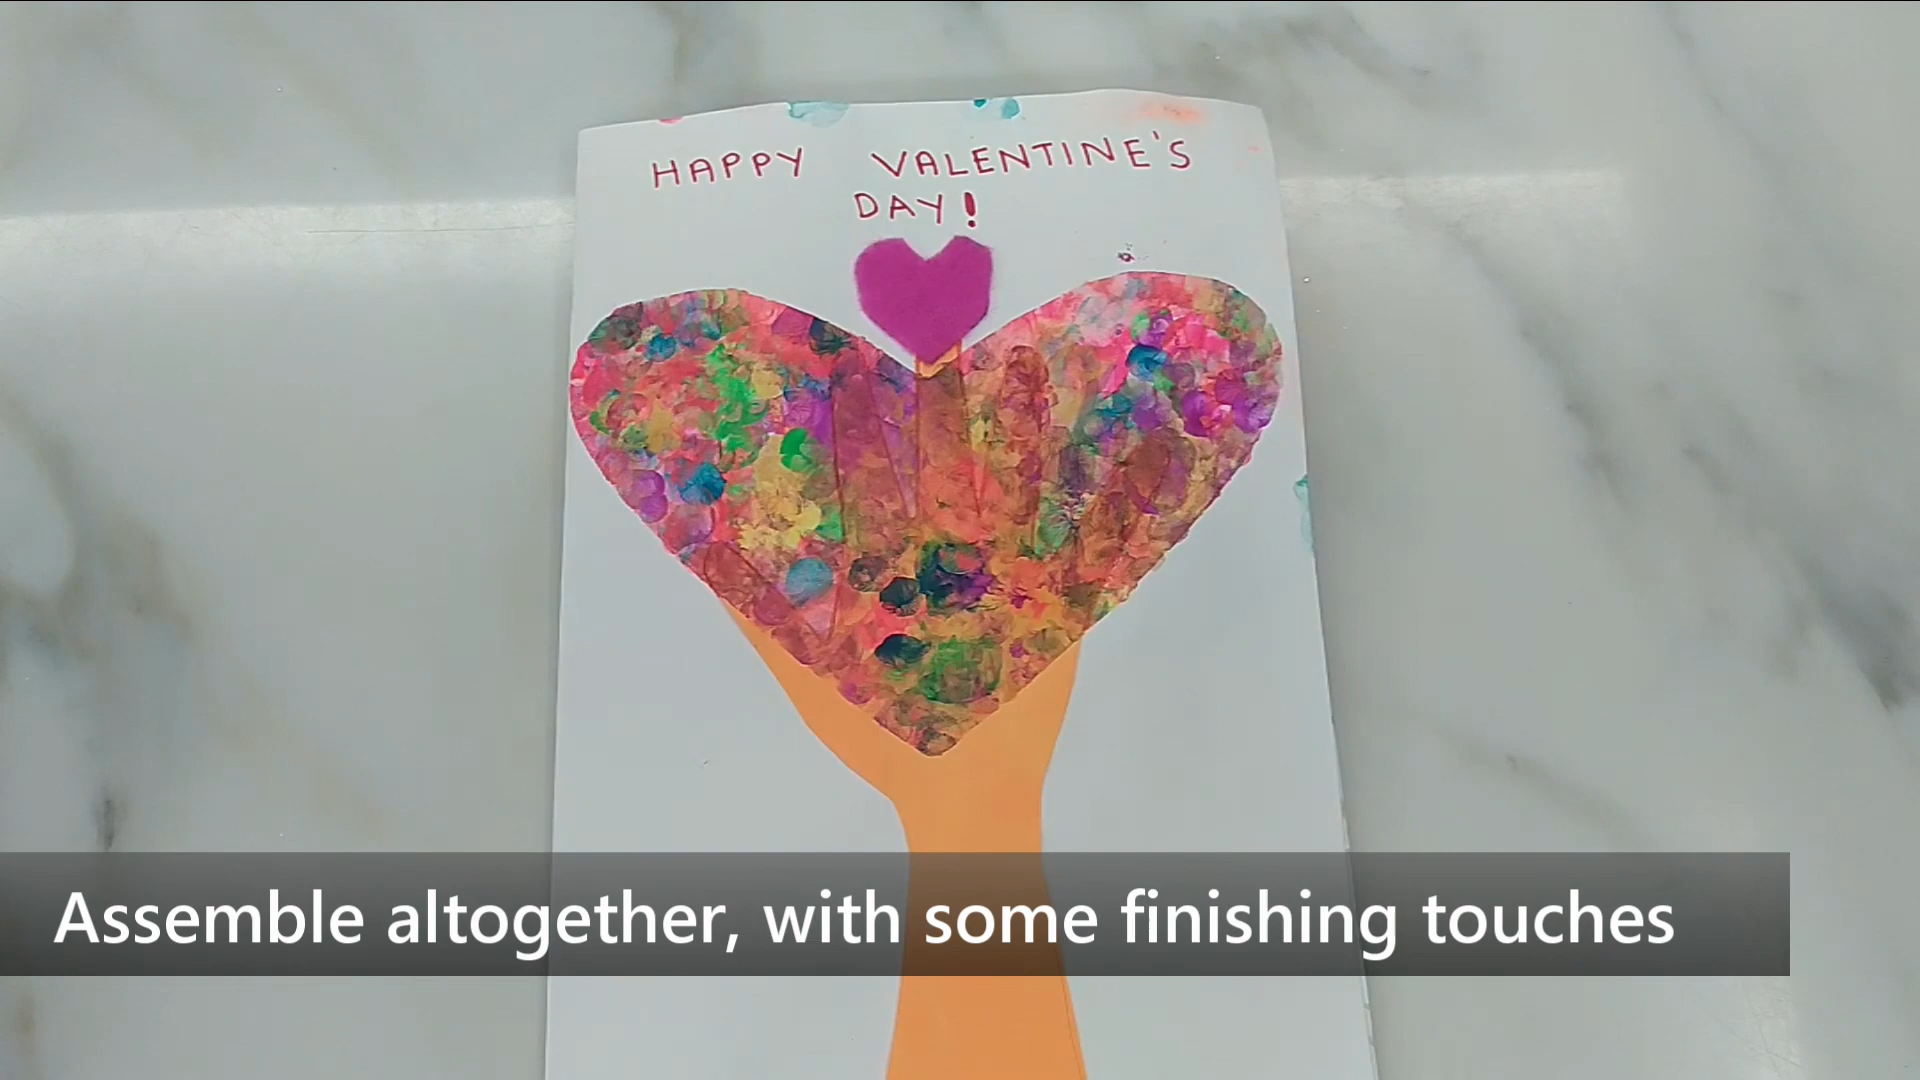 HAPPY VALENTINE'S
DAY!
Assemble altogether, with some finishing touches